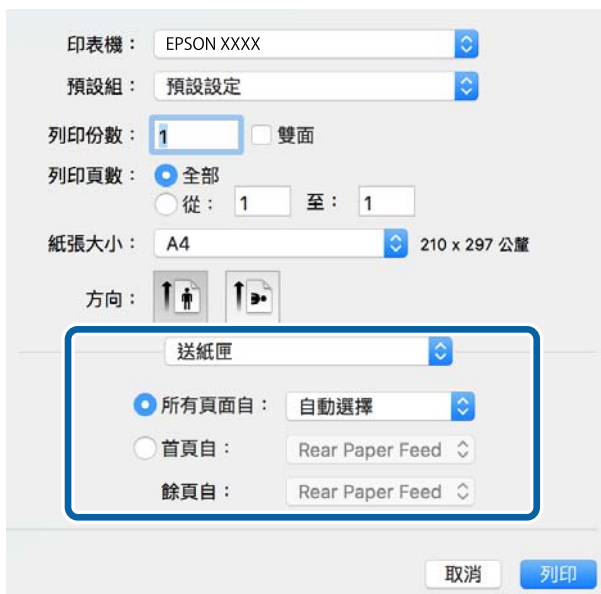 印表機： EPSON XXXX
預設組： 預設設定
列印份數： 1 雙面
列印頁數： 全部
從： 1 至： 1
紙張大小： A4 210 x 297 公釐
方向：
送紙匣
所有頁面自： 自動選擇
首頁自： Rear Paper Feed
餘頁自： Rear Paper Feed
取消 列印